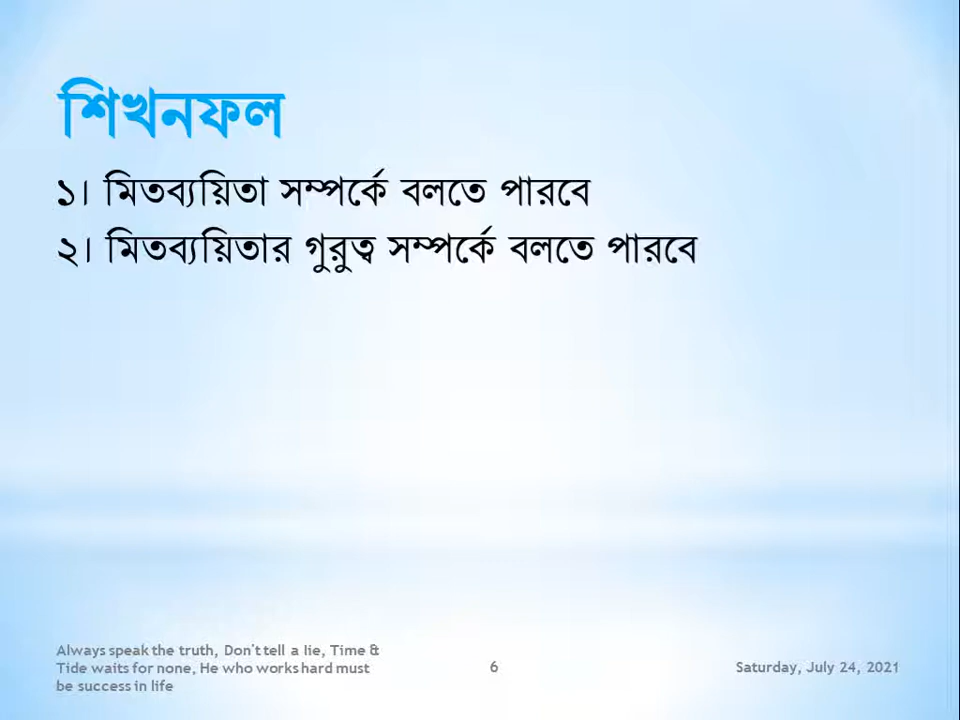 শিখনফল
১। মিতব্যয়িতা সম্পর্কে বলতে পারবে
২। মিতব্যয়িতার গুরুত্ব সম্পর্কে বলতে পারবে
Always speak the truth, Don't tell a lie, Time &
Tide waits for none, He who works hard must
be success in life
6
Saturday, July 24, 2021